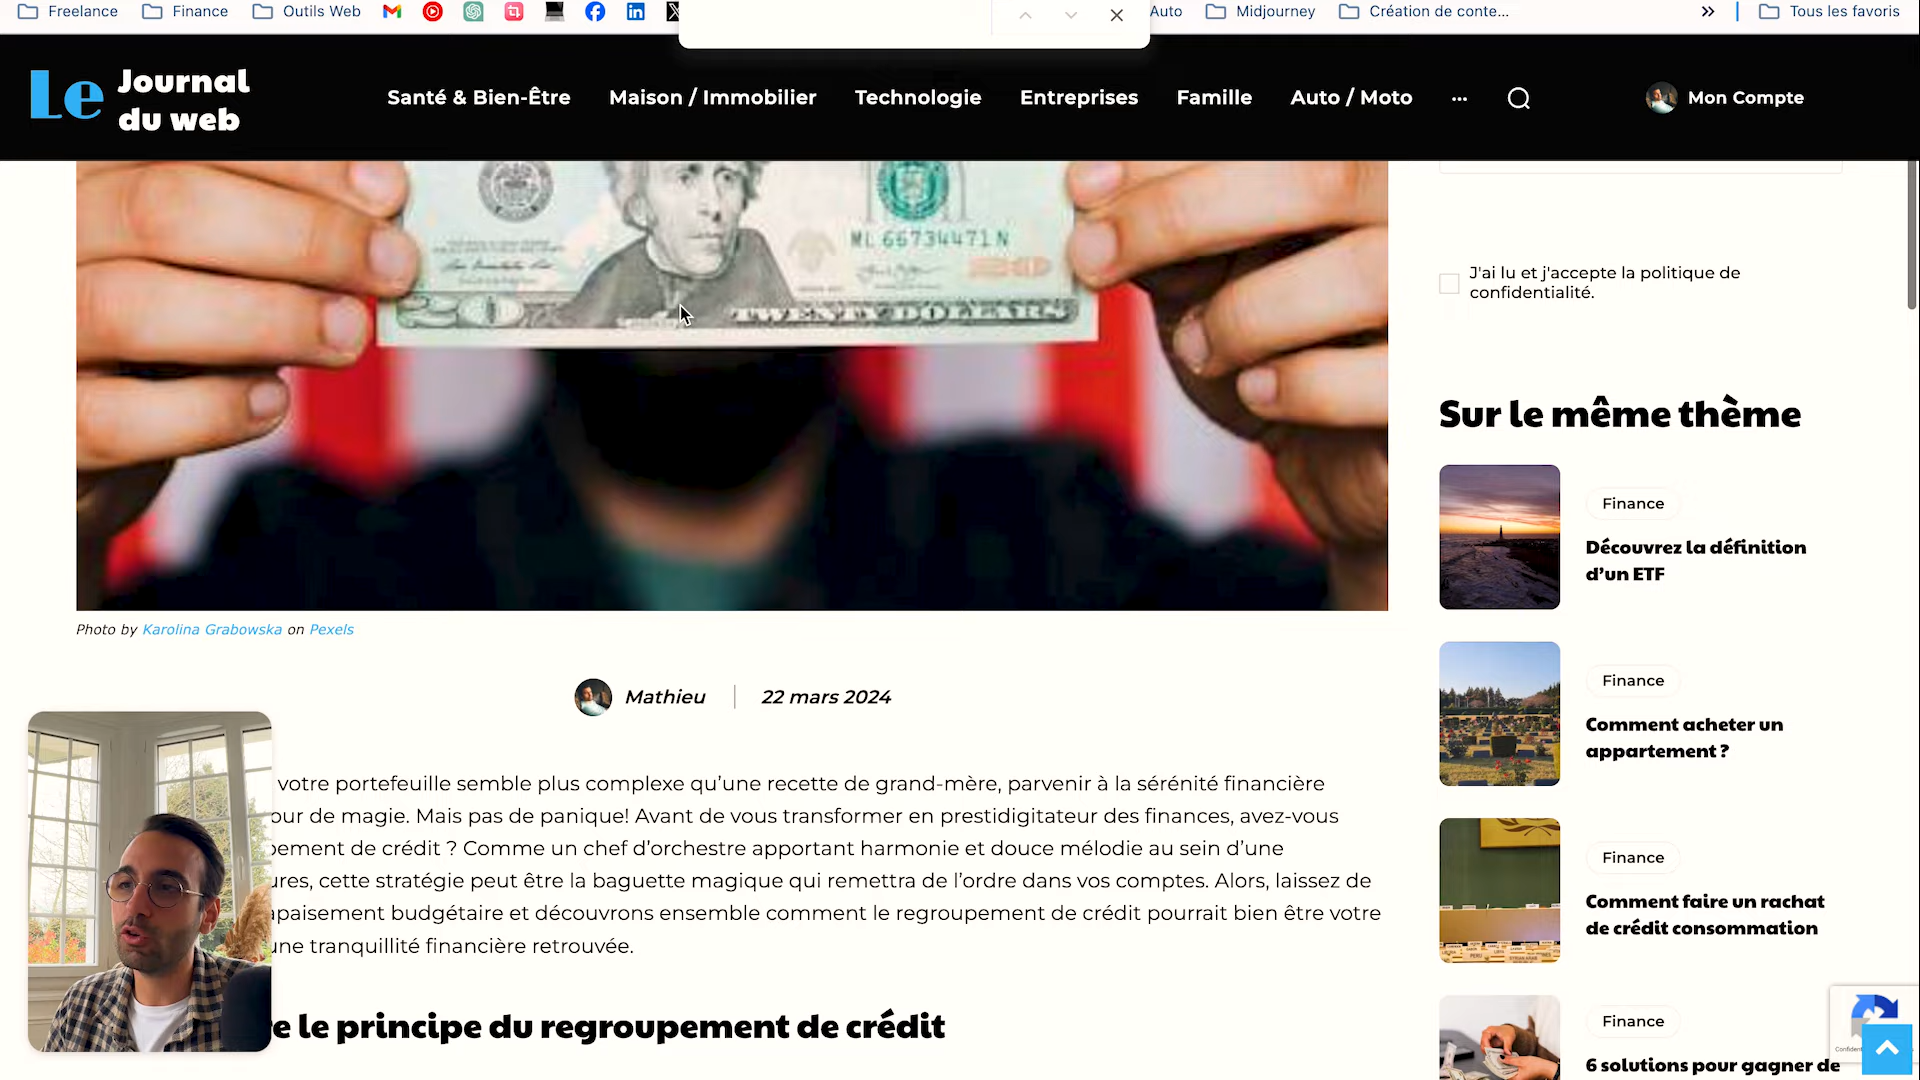 Freelance
Finance
Outils Web
Auto
Midjourney
Création de conte...
Tous les favoris
Le Journal
du web
Santé & Bien-Être
Maison / Immobilier
Technologie
Entreprises
Famille
Auto / Moto
...
Mon Compte
ML 66734471 N
TWENTY DOLLARS
Photo by Karolina Grabowska on Pexels
Mathieu
22 mars 2024
votre portefeuille semble plus complexe qu’une recette de grand-mère, parvenir à la sérénité financière
our de magie. Mais pas de panique! Avant de vous transformer en prestidigitateur des finances, avez-vous
pement de crédit ? Comme un chef d’orchestre apportant harmonie et douce mélodie au sein d’une
ures, cette stratégie peut être la baguette magique qui remettra de l’ordre dans vos comptes. Alors, laissez de
apaisement budgétaire et découvrons ensemble comment le regroupement de crédit pourrait bien être votre
une tranquillité financière retrouvée.
e le principe du regroupement de crédit
J'ai lu et j'accepte la politique de
confidentialité.
Sur le même thème
Finance
Découvrez la définition
d’un ETF
Finance
Comment acheter un
appartement ?
Finance
Comment faire un rachat
de crédit consommation
Finance
6 solutions pour gagner de